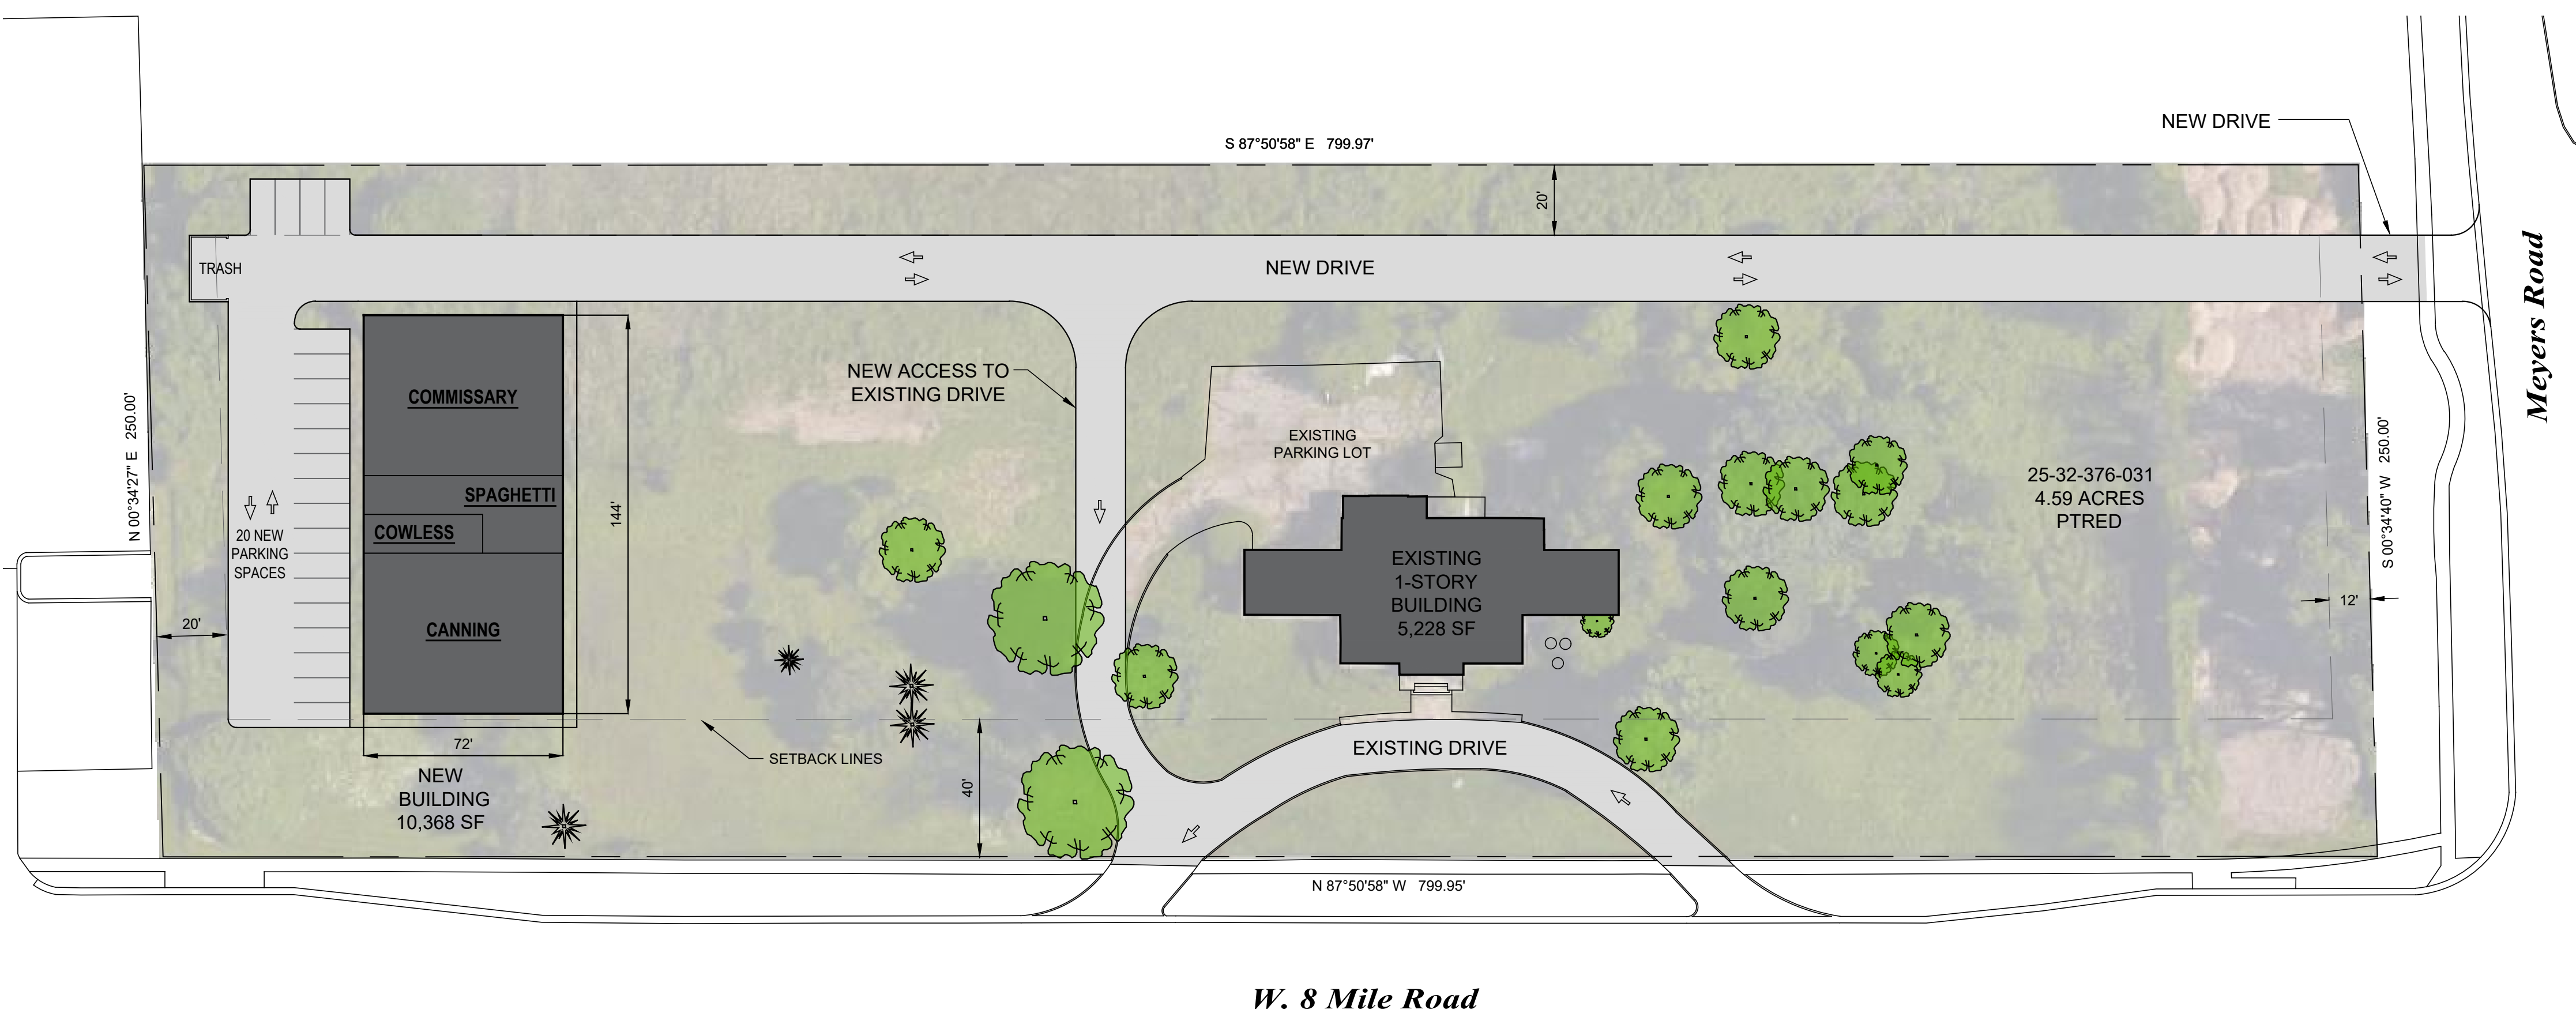 S 87°50'58" E 799.97'
NEW DRIVE
20'
TRASH
NEW DRIVE
Meyers Road
NEW ACCESS TO
EXISTING DRIVE
COMMISSARY
SPAGHETTI
COWLESS
CANNING
144'
72'
20 NEW
PARKING
SPACES
20'
N 00°34'27" E 250.00'
EXISTING
PARKING LOT
EXISTING
1-STORY
BUILDING
5,228 SF
25-32-376-031
4.59 ACRES
PTRED
S 00°34'40" W 250.00'
12'
SETBACK LINES
40'
EXISTING DRIVE
NEW
BUILDING
10,368 SF
N 87°50'58" W 799.95'
W. 8 Mile Road